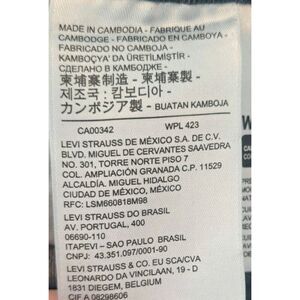 MADE IN CAMBODIA - FABRIQUE AU
CAMBODGE - FABRICADO EN CAMBOYA -
FABRICADO NO CAMBOJA -
KAMBOÇYA' DA ÜRETİLMİŞTİR -
СДЕЛАНО В КАМБОДЖЕ -
柬埔寨制造 - 柬埔寨製 -
제조국 : 캄보디아 -
カンボジア製 - BUATAN KAMBOJA
CA00342 WPL 423
LEVI STRAUSS DE MÉXICO S.A. DE C.V.
BLVD. MIGUEL DE CERVANTES SAAVEDRA
NO. 301, TORRE NORTE PISO 7
COL. AMPLIACIÓN GRANADA C.P. 11529
ALCALDÍA, MIGUEL HIDALGO
CIUDAD DE MÉXICO, MÉXICO
RFC: LSM660818M98
LEVI STRAUSS DO BRASIL
AV. PORTUGAL, 400
06690-110
ITAPEVI – SAO PAULO BRASIL
CNPJ: 43.351.097/0001-90
LEVI STRAUSS & CO. EU SCA/CVA
LEONARDO DA VINCILAAN, 19 - D
1831 DIEGEM, BELGIUM
CIF A 08298606